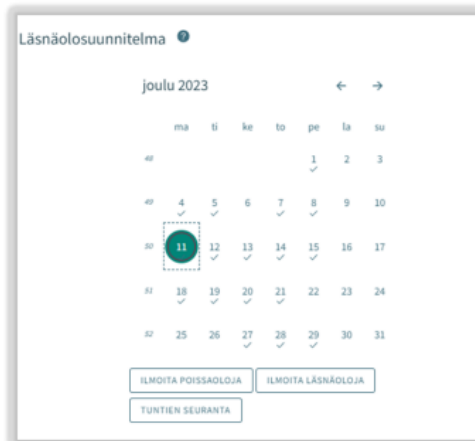 Läsnäolosuunnitelma ?
joulu 2023 ← →
ma ti ke to pe la su
48 1 2 3
49 4 5 6 7 8 9 10
50 11 12 13 14 15 16 17
51 18 19 20 21 22 23 24
52 25 26 27 28 29 30 31
ILMOITA POISSAOLOJA ILMOITA LÄSNÄOLOJA
TUNTIEN SEURANTA